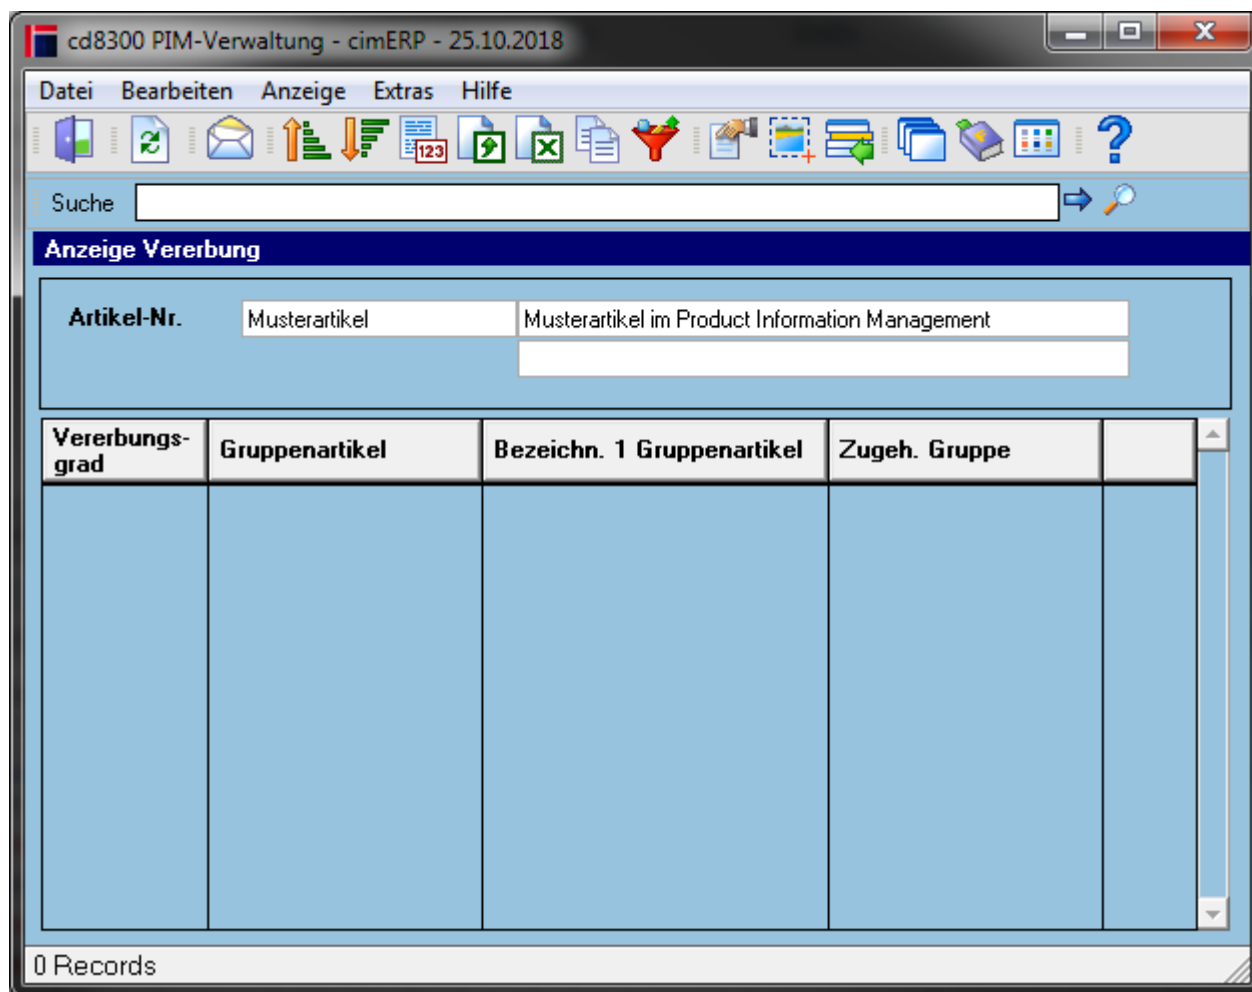 cd8300 PIM-Verwaltung - cimERP - 25.10.2018
Datei Bearbeiten Anzeige Extras Hilfe
123
Suche
Anzeige Vererbung
Artikel-Nr. Musterartikel Musterartikel im Product Information Management
Vererbungs-
grad Gruppenartikel Bezeichn. 1 Gruppenartikel Zugeh. Gruppe
0 Records